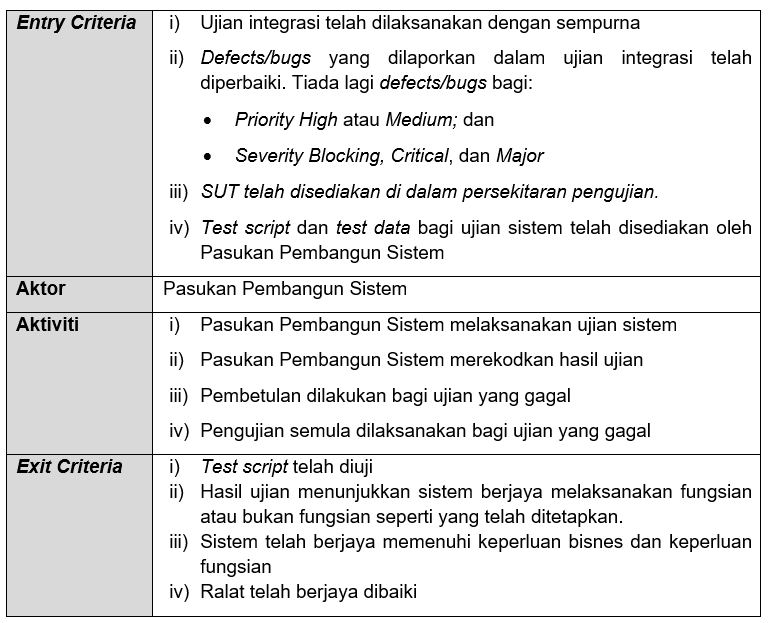 Entry Criteria
i) Ujian integrasi telah dilaksanakan dengan sempurna
ii) Defects/bugs yang dilaporkan dalam ujian integrasi telah
diperbaiki. Tiada lagi defects/bugs bagi:
• Priority High atau Medium; dan
• Severity Blocking, Critical, dan Major
iii) SUT telah disediakan di dalam persekitaran pengujian.
iv) Test script dan test data bagi ujian sistem telah disediakan oleh
Pasukan Pembangun Sistem
Aktor
Pasukan Pembangun Sistem
Aktiviti
i) Pasukan Pembangun Sistem melaksanakan ujian sistem
ii) Pasukan Pembangun Sistem merekodkan hasil ujian
iii) Pembetulan dilakukan bagi ujian yang gagal
iv) Pengujian semula dilaksanakan bagi ujian yang gagal
Exit Criteria
i) Test script telah diuji
ii) Hasil ujian menunjukkan sistem berjaya melaksanakan fungsian
atau bukan fungsian seperti yang telah ditetapkan.
iii) Sistem telah berjaya memenuhi keperluan bisnes dan keperluan
fungsian
iv) Ralat telah berjaya dibaiki